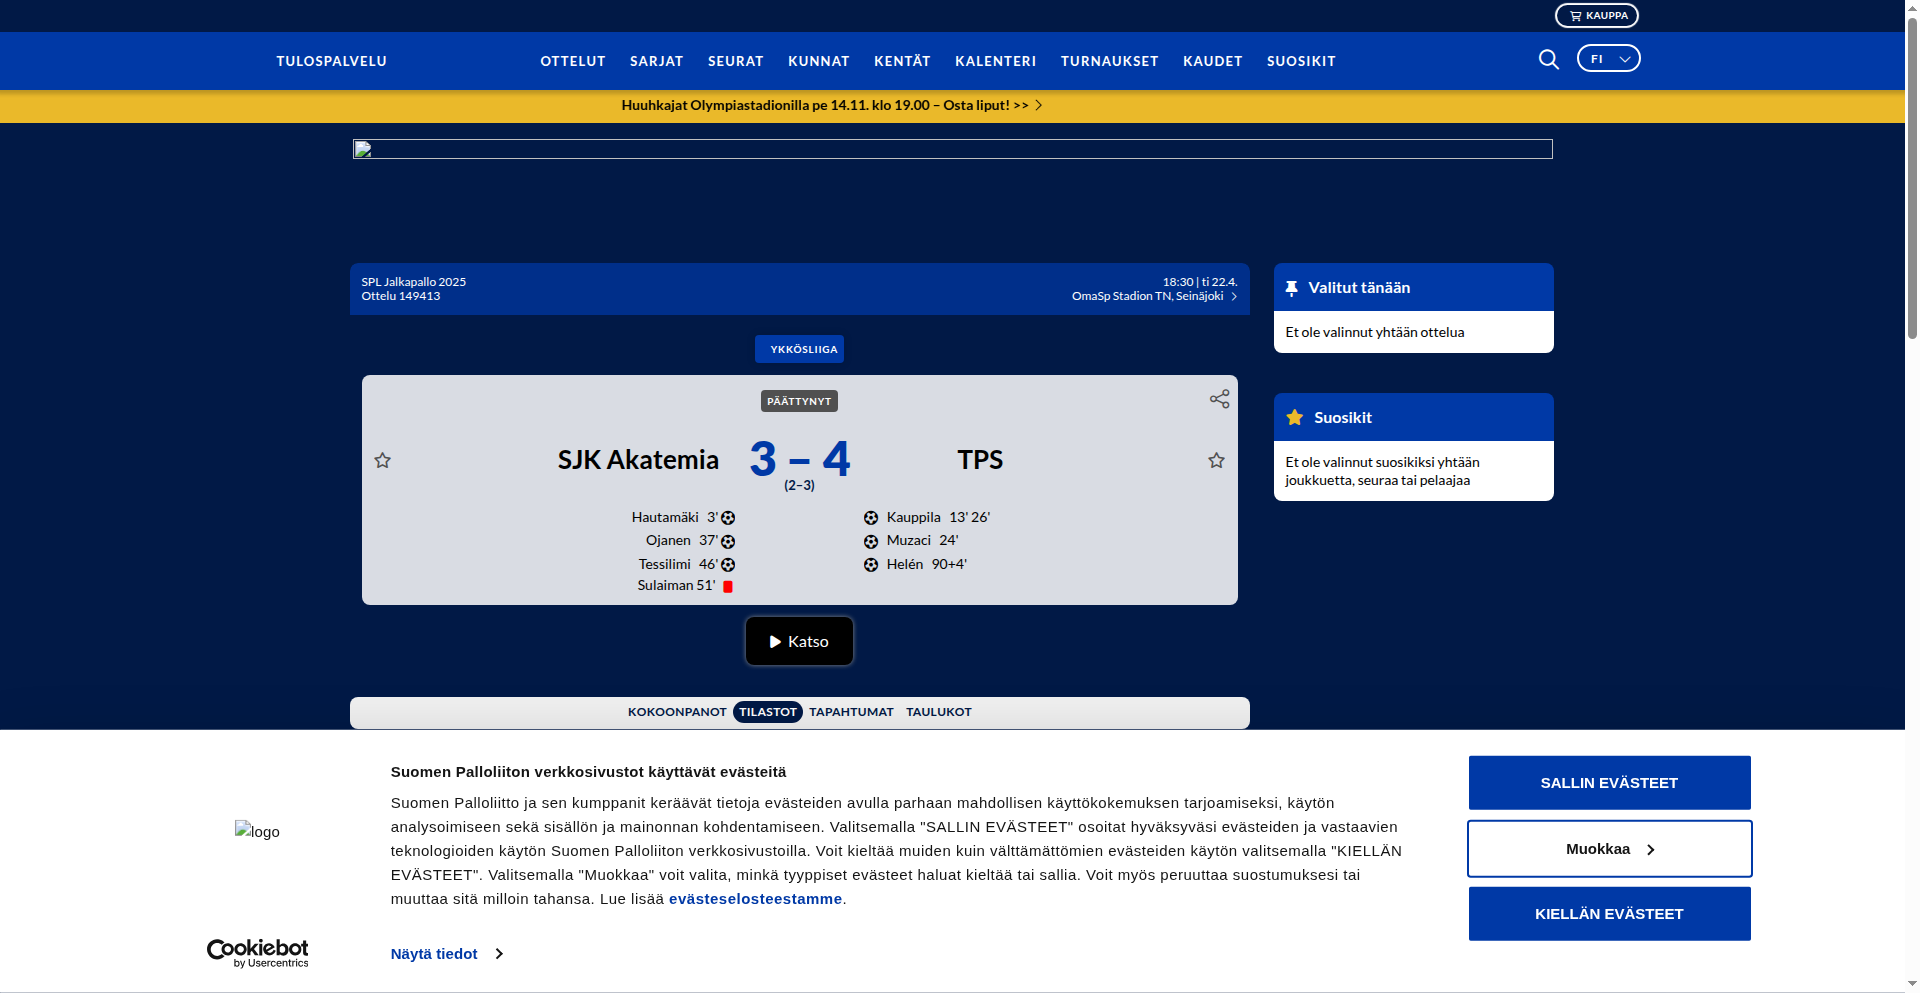 KAUPPA
TULOSPALVELU OTTELUT SARJAT SEURAT KUNNAT KENTÄT KALENTERI TURNAUKSET KAUDET SUOSIKIT FI
Huuhkajat Olympiastadionilla pe 14.11. klo 19.00 – Osta liput! >>
SPL Jalkapallo 2025 18:30 | ti 22.4.
Ottelu 149413 OmaSp Stadion TN, Seinäjoki
Valitut tänään
Et ole valinnut yhtään ottelua
YKKÖSLIIGA
PÄÄTTYNYT
Suosikit
SJK Akatemia 3 – 4 TPS
(2–3)
Et ole valinnut suosikiksi yhtään
joukkuetta, seuraa tai pelaajaa
Hautamäki 3' Kauppila 13' 26'
Ojanen 37' Muzaci 24'
Tessilimi 46' Helén 90+4'
Sulaiman 51'
Katso
KOKOONPANOT TILASTOT TAPAHTUMAT TAULUKOT
Suomen Palloliiton verkkosivustot käyttävät evästeitä
Suomen Palloliitto ja sen kumppanit keräävät tietoja evästeiden avulla parhaan mahdollisen käyttökokemuksen tarjoamiseksi, käytön
analysoimiseen sekä sisällön ja mainonnan kohdentamiseen. Valitsemalla "SALLIN EVÄSTEET" osoitat hyväksyväsi evästeiden ja vastaavien
teknologioiden käytön Suomen Palloliiton verkkosivustoilla. Voit kieltää muiden kuin välttämättömien evästeiden käytön valitsemalla "KIELLÄN
EVÄSTEET". Valitsemalla "Muokkaa" voit valita, minkä tyyppiset evästeet haluat kieltää tai sallia. Voit myös peruuttaa suostumuksesi tai
muuttaa sitä milloin tahansa. Lue lisää evästeselosteestamme.
logo
Cookiebot
by Usercentrics
Näytä tiedot
SALLIN EVÄSTEET
Muokkaa
KIELLÄN EVÄSTEET